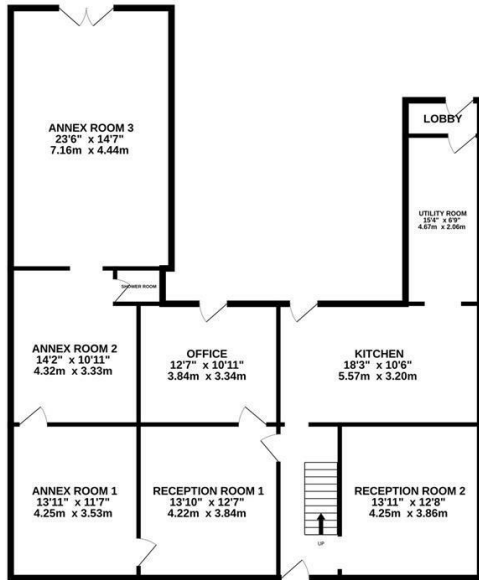 ANNEX ROOM 3
23'6" x 14'7"
7.16m x 4.44m
LOBBY
UTILITY ROOM
15'4" x 6'9"
4.67m x 2.06m
SHOWER ROOM
ANNEX ROOM 2
14'2" x 10'11"
4.32m x 3.33m
OFFICE
12'7" x 10'11"
3.84m x 3.34m
KITCHEN
18'3" x 10'6"
5.57m x 3.20m
ANNEX ROOM 1
13'11" x 11'7"
4.25m x 3.53m
RECEPTION ROOM 1
13'10" x 12'7"
4.22m x 3.84m
UP
RECEPTION ROOM 2
13'11" x 12'8"
4.25m x 3.86m